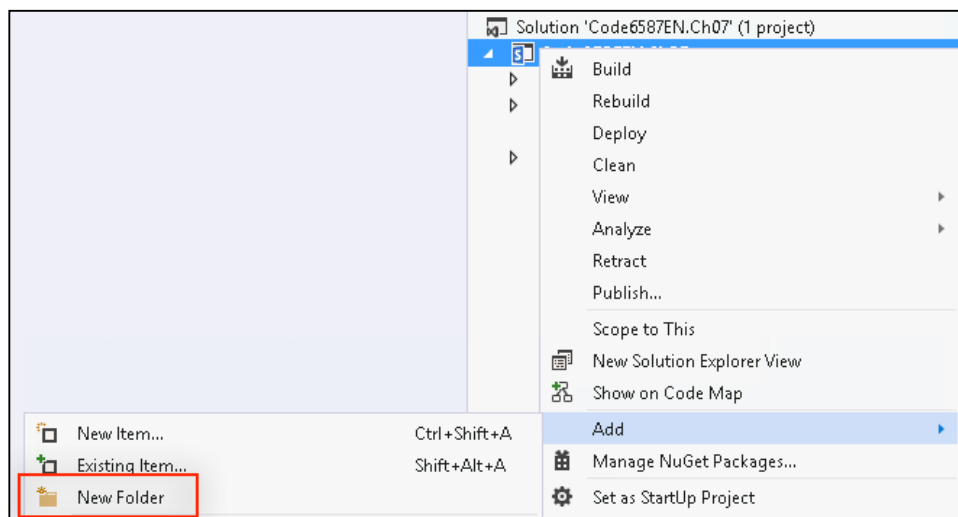 Solution 'Code6587EN.Ch07' (1 project)
Build
Rebuild
Deploy
Clean
View
Analyze
Retract
Publish...
Scope to This
New Solution Explorer View
Show on Code Map
Add
Manage NuGet Packages...
Set as StartUp Project
New Item... Ctrl+Shift+A
Existing Item... Shift+Alt+A
New Folder